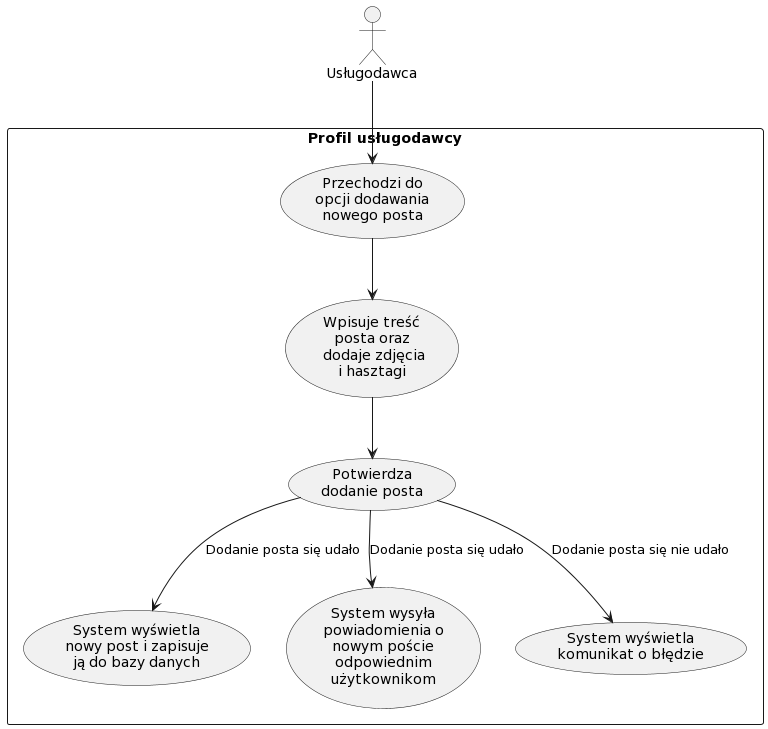 Usługodawca
Profil usługodawcy
Przechodzi do
opcji dodawania
nowego posta
Wpisuje treść
posta oraz
dodaje zdjęcia
i hasztagi
Potwierdza
dodanie posta
Dodanie posta się udało
Dodanie posta się udało
Dodanie posta się nie udało
System wyświetla
nowy post i zapisuje
ją do bazy danych
System wysyła
powiadomienia o
nowym poście
odpowiednim
użytkownikom
System wyświetla
komunikat o błędzie